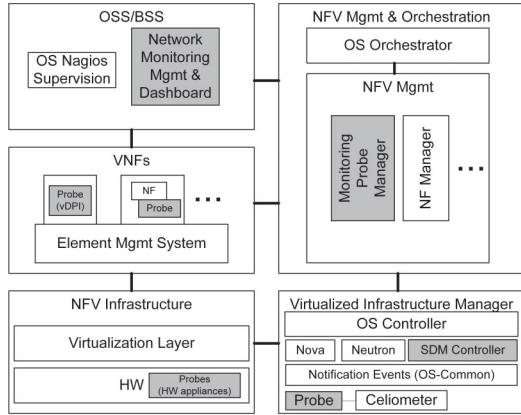 OSS/BSS
OS Nagios
Supervision
Network
Monitoring
Mgmt &
Dashboard
NFV Mgmt & Orchestration
OS Orchestrator
NFV Mgmt
Monitoring
Probe
Manager
NF Manager
...
VNFs
Probe
(vDPI)
NF
Probe
...
Element Mgmt System
NFV Infrastructure
Virtualization Layer
HW
Probes
(HW appliances)
Virtualized Infrastructure Manager
OS Controller
Nova
Neutron
SDM Controller
Notification Events (OS-Common)
Probe
Celiometer